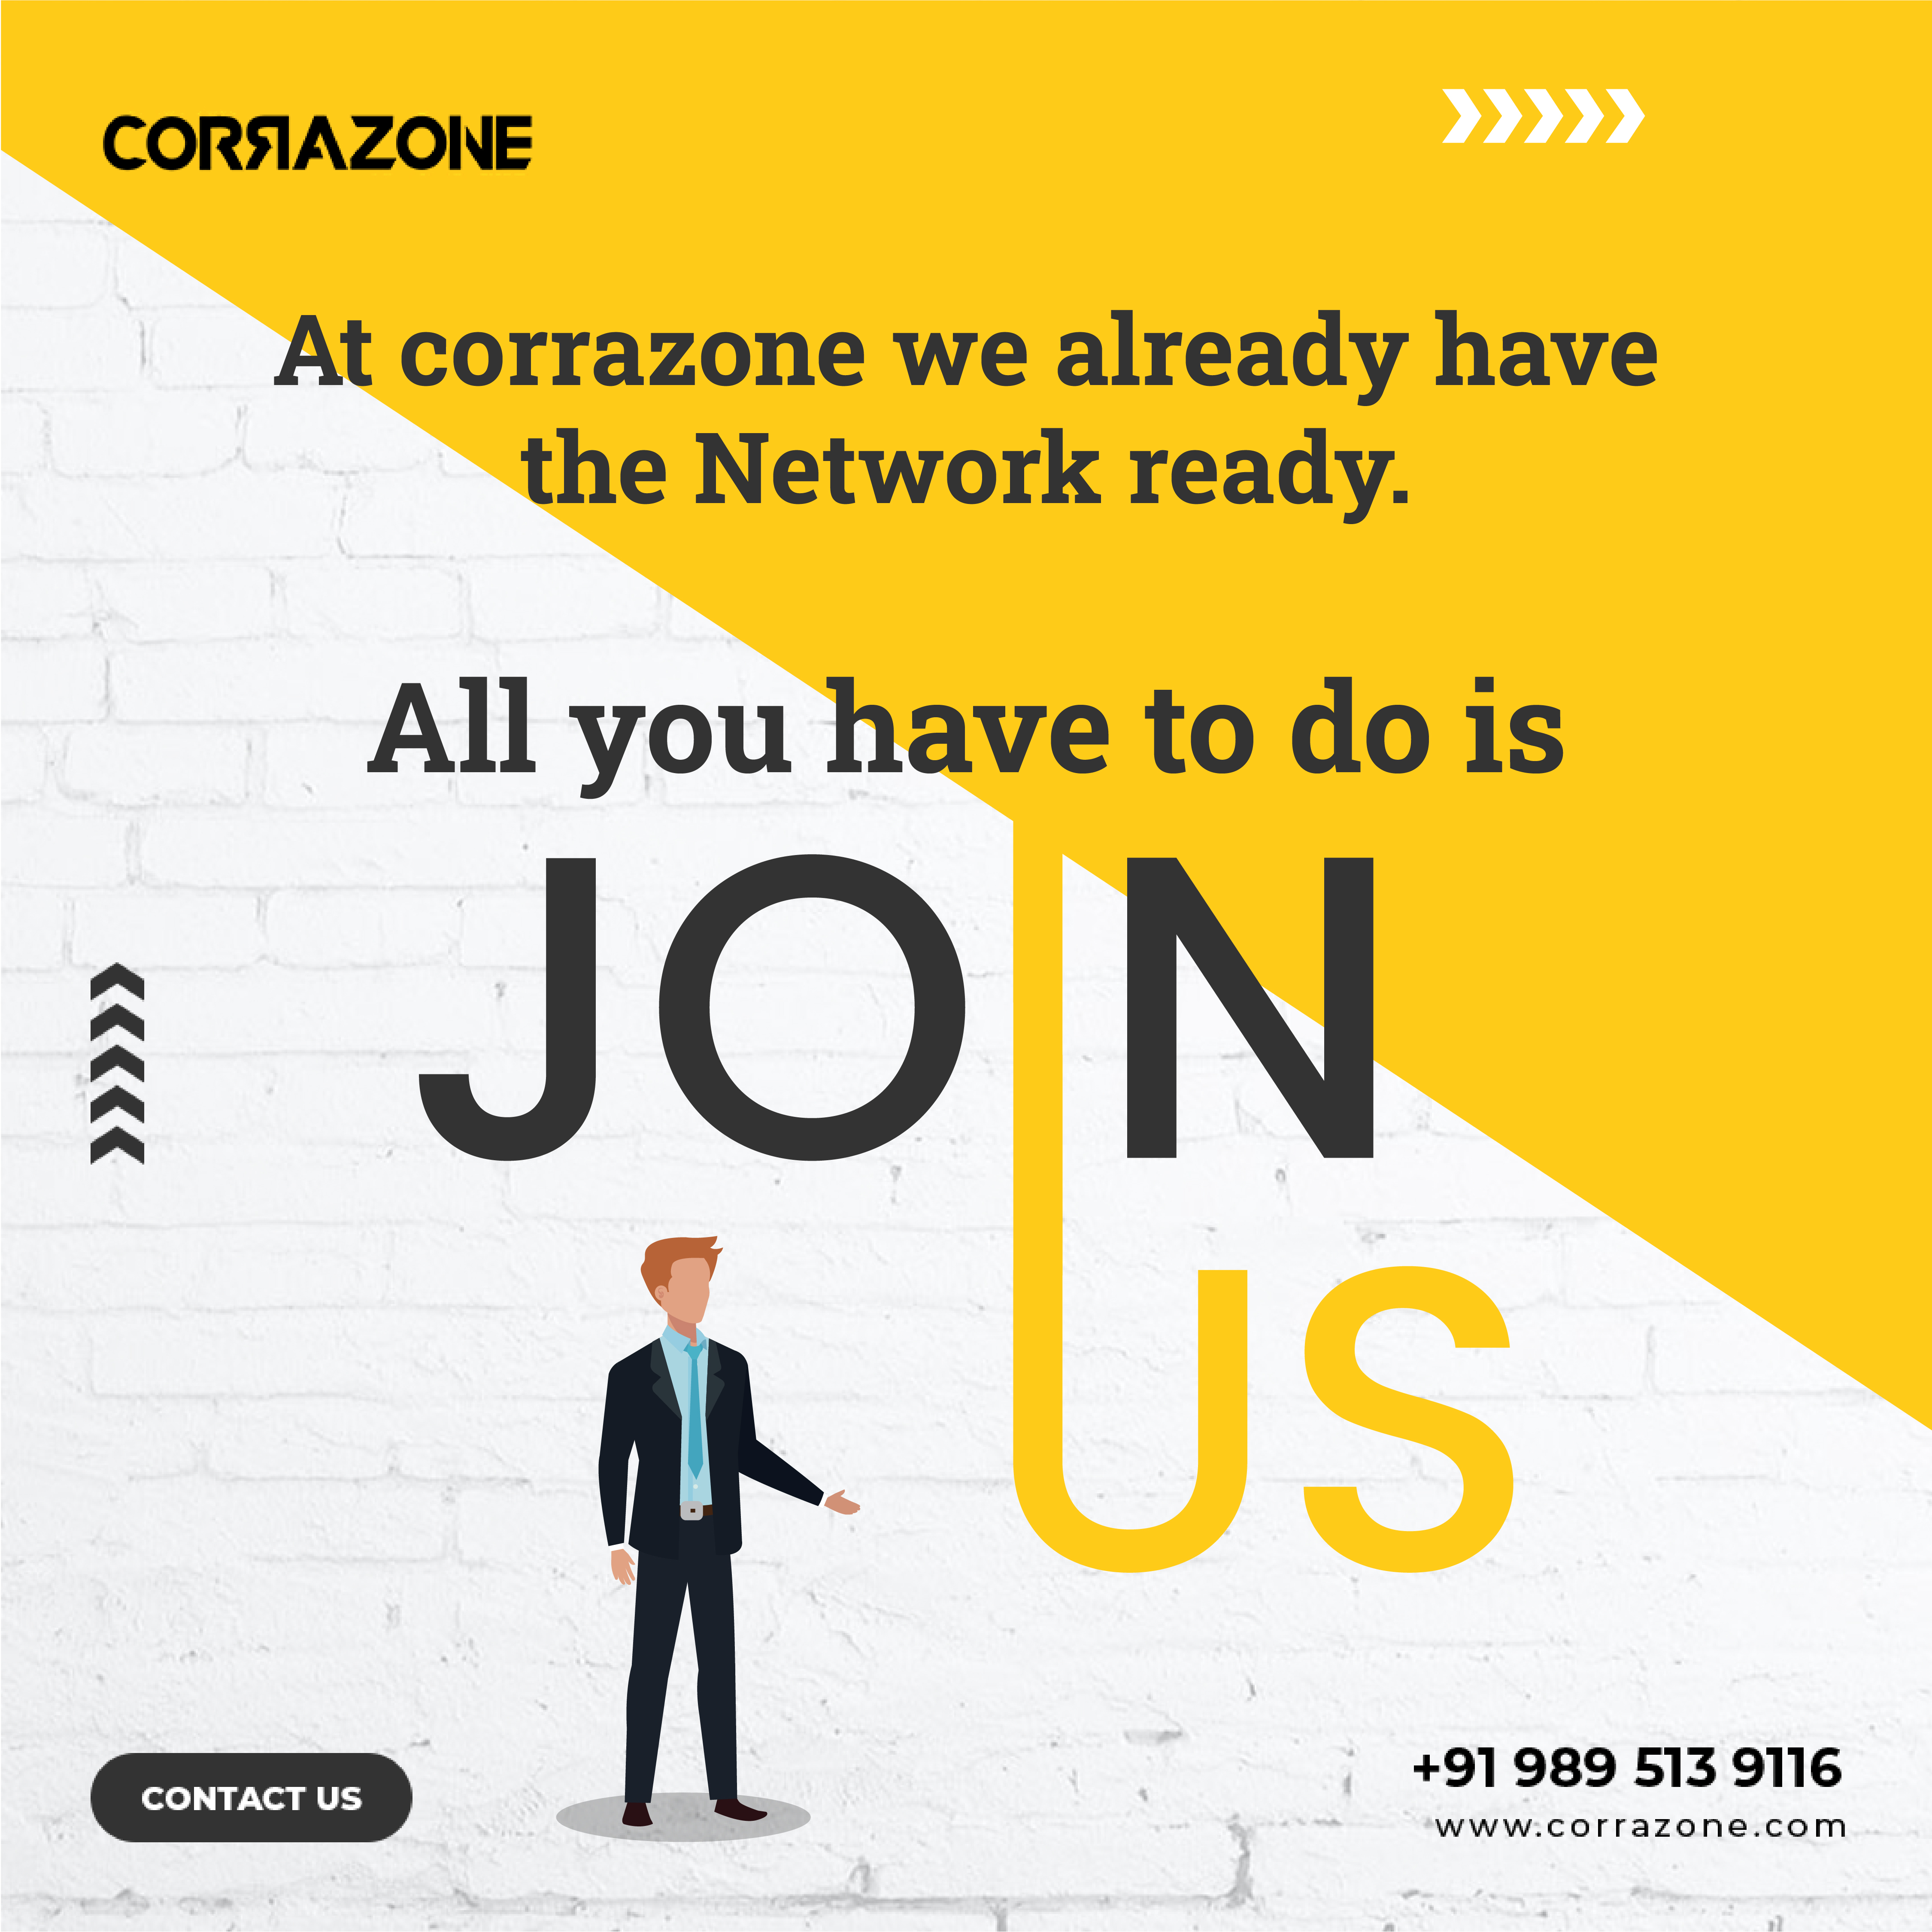 CORRAZONE
At corrazone we already have
the Network ready.
All you have to do is
JOIN
US
CONTACT US
+91 989 513 9116
www.corrazone.com